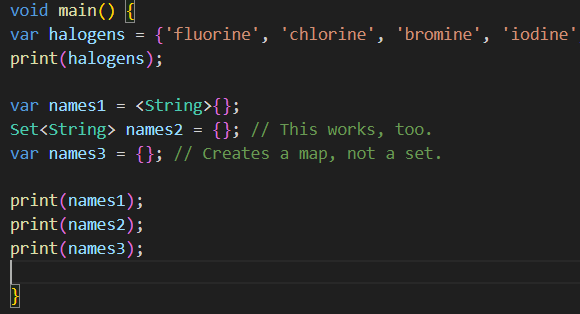 void main() {
var halogens = {'fluorine', 'chlorine', 'bromine', 'iodine'
print(halogens);
var names1 = <String>{};
Set<String> names2 = {}; // This works, too.
var names3 = {}; // Creates a map, not a set.
print(names1);
print(names2);
print(names3);
}